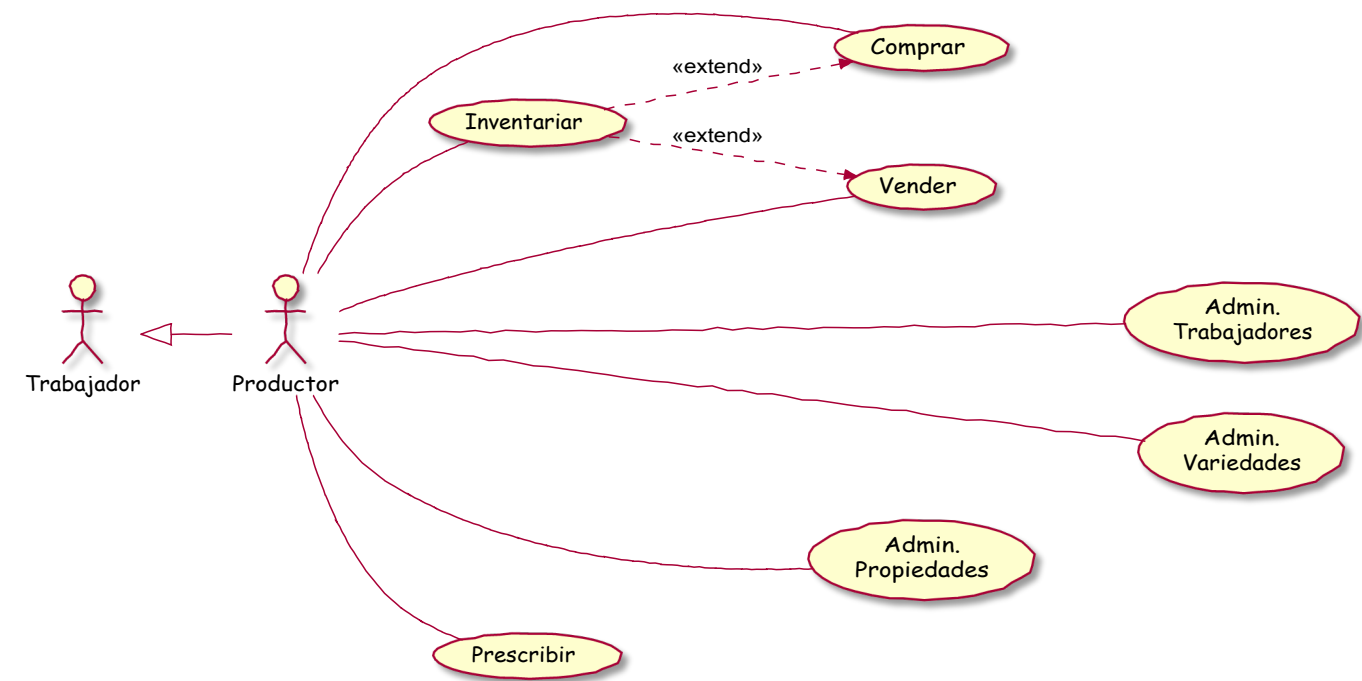 Comprar
«extend»
Inventariar
«extend»
Vender
Admin.
Trabajadores
Trabajador
Productor
Admin.
Variedades
Admin.
Propiedades
Prescribir